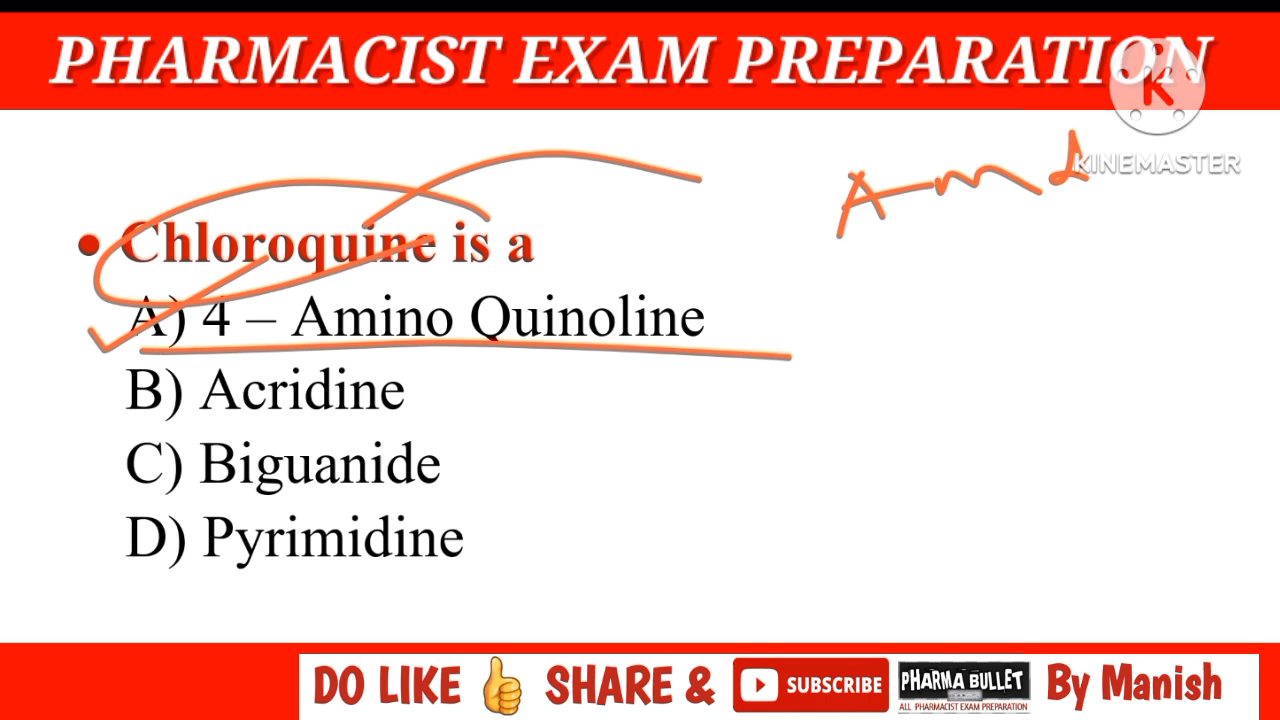 PHARMACIST EXAM PREPARATION
KINEMASTER
• Chloroquine is a
A) 4 – Amino Quinoline
B) Acridine
C) Biguanide
D) Pyrimidine
DO LIKE SHARE & SUBSCRIBE PHARMA BULLET By Manish
ALL PHARMACIST EXAM PREPARATION